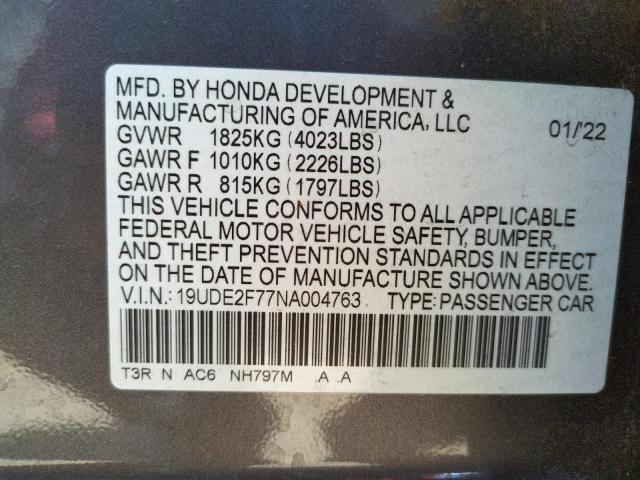 MFD. BY HONDA DEVELOPMENT &
MANUFACTURING OF AMERICA, LLC 01/'22
GVWR 1825KG (4023LBS)
GAWR F 1010KG (2226LBS)
GAWR R 815KG (1797LBS)
THIS VEHICLE CONFORMS TO ALL APPLICABLE
FEDERAL MOTOR VEHICLE SAFETY, BUMPER,
AND THEFT PREVENTION STANDARDS IN EFFECT
ON THE DATE OF MANUFACTURE SHOWN ABOVE.
V.I.N.: 19UDE2F77NA004763 TYPE: PASSENGER CAR
T3R N AC6 NH797M .A .A